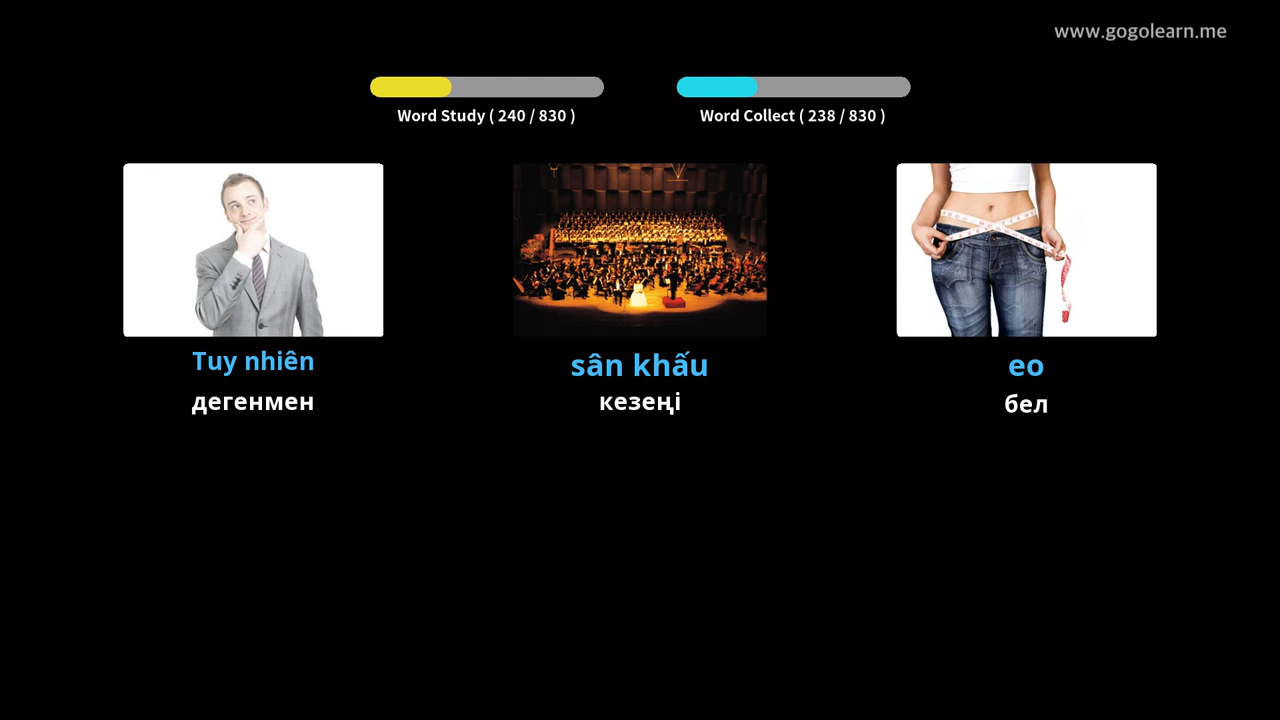 www.gogolearn.me
Word Study ( 240 / 830 )
Word Collect ( 238 / 830 )
Tuy nhiên
дегенмен
sân khấu
кезеңі
eo
бел